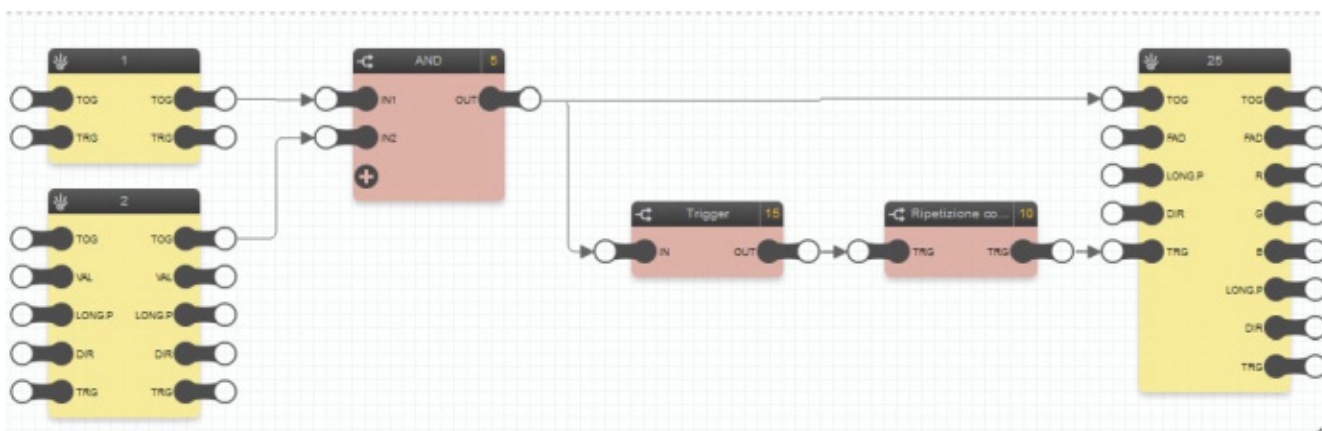 1
TOG TOG
TRG TRG
2
TOG TOG
VAL VAL
LONG.P LONG.P
DIR DIR
TRG TRG
AND 5
IN1 OUT
IN2
Trigger 15
IN OUT
Ripetizione co... 10
TRG TRG
25
TOG TOG
FAD FAD
LONG.P R
DIR G
TRG B
LONG.P
DIR
TRG